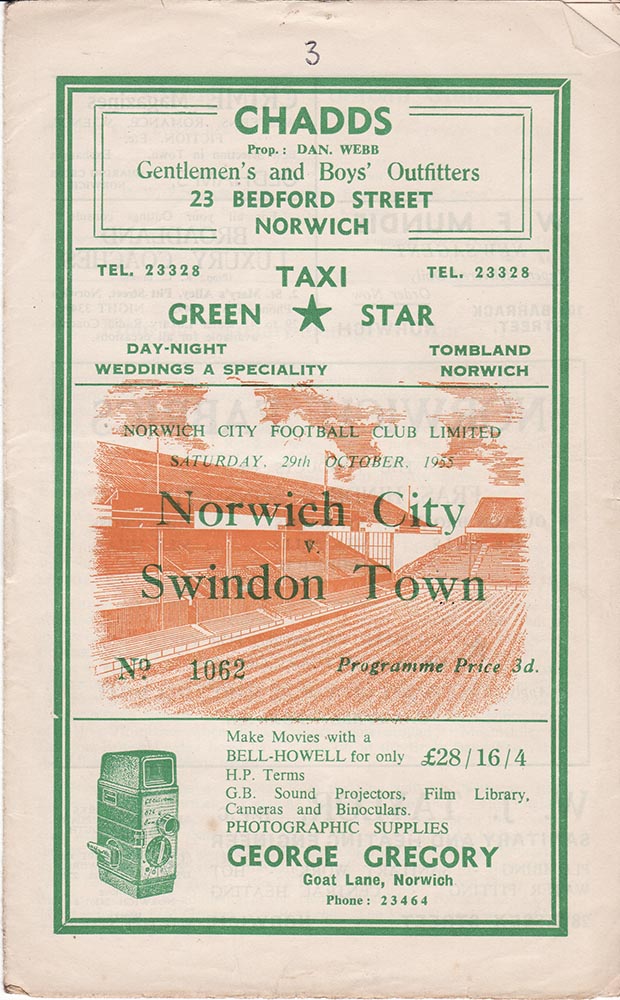 3
CHADDS
Prop.: DAN. WEBB
Gentlemen's and Boys' Outfitters
23 BEDFORD STREET
NORWICH
TEL. 23328 TAXI TEL. 23328
GREEN ★ STAR
DAY-NIGHT TOMBLAND
WEDDINGS A SPECIALITY NORWICH
NORWICH CITY FOOTBALL CLUB LIMITED
SATURDAY, 29th OCTOBER, 1955
Norwich City
v.
Swindon Town
No. 1062 Programme Price 3d.
Make Movies with a
BELL-HOWELL for only £28/16/4
H.P. Terms
G.B. Sound Projectors, Film Library,
Cameras and Binoculars.
PHOTOGRAPHIC SUPPLIES
GEORGE GREGORY
Goat Lane, Norwich
Phone: 23464